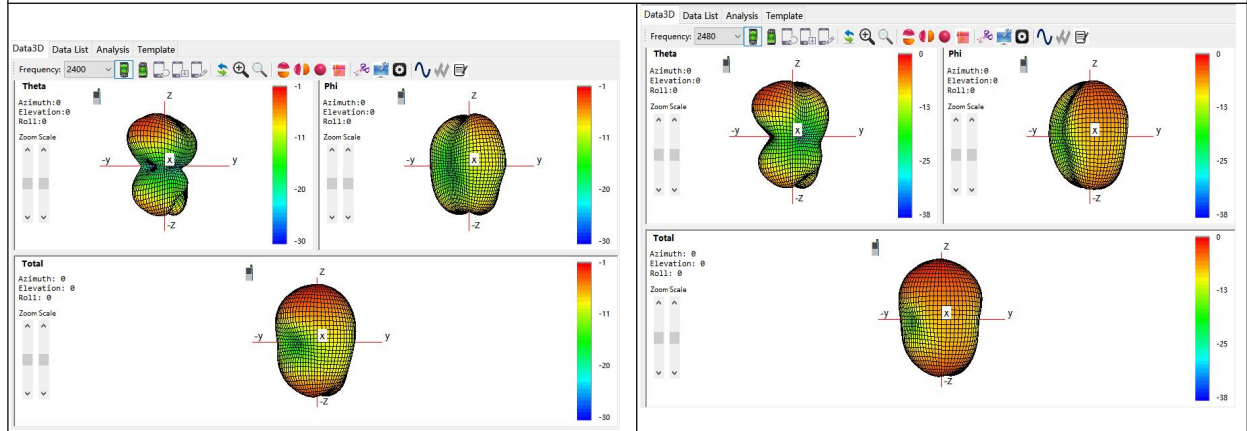 Data3D Data List Analysis Template
Frequency: 2400
Theta
Azimuth:0
Elevation:0
Roll:0
Zoom Scale
Z
-y
X
y
-Z
-1
-11
-20
-30
Phi
Azimuth:0
Elevation:0
Roll:0
Zoom Scale
Z
-y
X
y
-Z
-1
-11
-20
-30
Total
Azimuth: 0
Elevation: 0
Roll: 0
Zoom Scale
Z
-y
X
y
-Z
-1
-11
-20
-30
Data3D Data List Analysis Template
Frequency: 2480
Theta
Azimuth:0
Elevation:0
Roll:0
Zoom Scale
Z
-y
X
y
-Z
0
-13
-25
-38
Phi
Azimuth:0
Elevation:0
Roll:0
Zoom Scale
Z
-y
X
y
-Z
0
-13
-25
-38
Total
Azimuth: 0
Elevation: 0
Roll: 0
Zoom Scale
Z
-y
X
y
-Z
0
-13
-25
-38